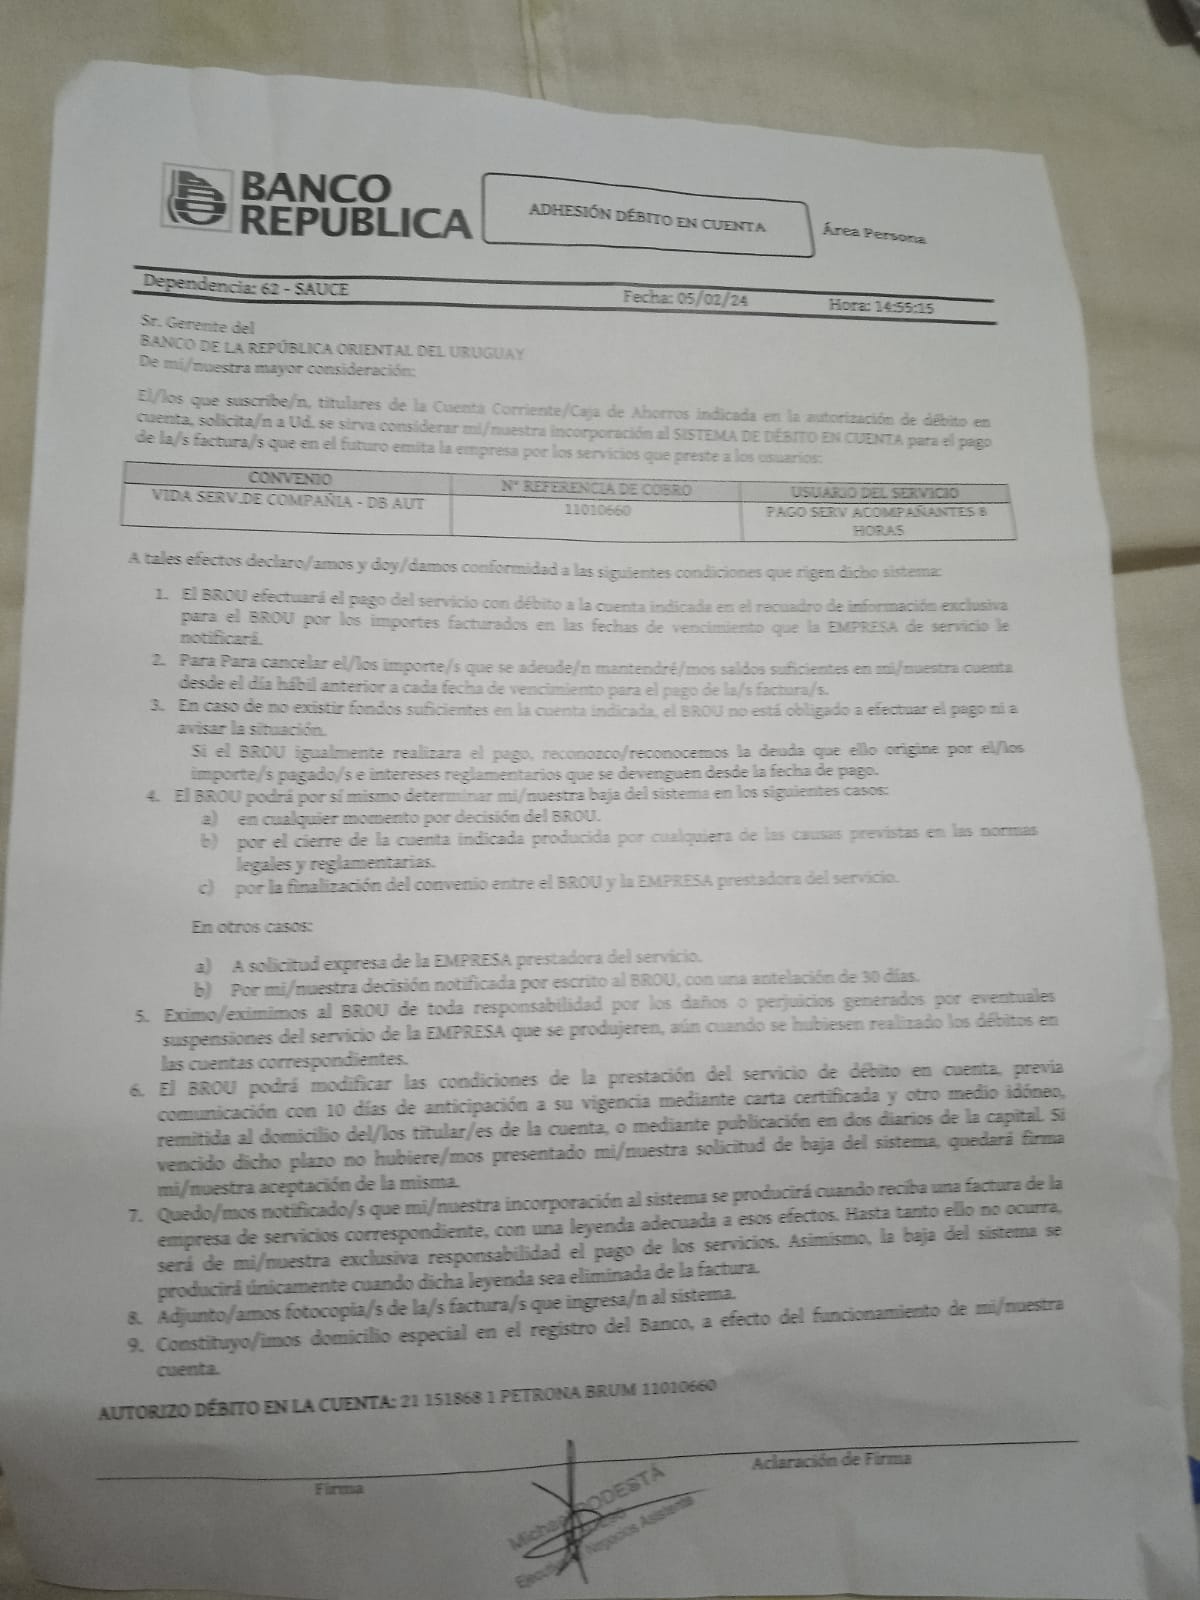 BANCO
REPUBLICA
ADHESIÓN DÉBITO EN CUENTA
Área Persona
Dependencia: 62 - SAUCE Fecha: 05/02/24 Hora: 14:55:15
Sr. Gerente del
BANCO DE LA REPÚBLICA ORIENTAL DEL URUGUAY
De mi/nuestra mayor consideración:
El/los que suscribe/n, titulares de la Cuenta Corriente/Caja de Ahorros indicada en la autorización de débito en
cuenta, solicita/n a Ud. se sirva considerar mi/nuestra incorporación al SISTEMA DE DÉBITO EN CUENTA para el pago
de la/s factura/s que en el futuro emita la empresa por los servicios que preste a los usuarios:
CONVENIO N° REFERENCIA DE COBRO USUARIO DEL SERVICIO
VIDA SERV.DE COMPAÑIA - DB AUT 11010660 PAGO SERV ACOMPAÑANTES 8
HORAS
A tales efectos declaro/amos y doy/damos conformidad a las siguientes condiciones que rigen dicho sistema:
1. El BROU efectuará el pago del servicio con débito a la cuenta indicada en el recuadro de información exclusiva
para el BROU por los importes facturados en las fechas de vencimiento que la EMPRESA de servicio le
notificará.
2. Para Para cancelar el/los importe/s que se adeude/n mantendré/mos saldos suficientes en mi/nuestra cuenta
desde el día hábil anterior a cada fecha de vencimiento para el pago de la/s factura/s.
3. En caso de no existir fondos suficientes en la cuenta indicada, el BROU no está obligado a efectuar el pago ni a
avisar la situación.
Si el BROU igualmente realizara el pago, reconozco/reconocemos la deuda que ello origine por el/los
importe/s pagado/s e intereses reglamentarios que se devenguen desde la fecha de pago.
4. El BROU podrá por sí mismo determinar mi/nuestra baja del sistema en los siguientes casos:
a) en cualquier momento por decisión del BROU.
b) por el cierre de la cuenta indicada producida por cualquiera de las causas previstas en las normas
legales y reglamentarias.
c) por la finalización del convenio entre el BROU y la EMPRESA prestadora del servicio.
En otros casos:
a) A solicitud expresa de la EMPRESA prestadora del servicio.
b) Por mi/nuestra decisión notificada por escrito al BROU, con una antelación de 30 días.
5. Eximo/eximimos al BROU de toda responsabilidad por los daños o perjuicios generados por eventuales
suspensiones del servicio de la EMPRESA que se produjeren, aún cuando se hubiesen realizado los débitos en
las cuentas correspondientes.
6. El BROU podrá modificar las condiciones de la prestación del servicio de débito en cuenta, previa
comunicación con 10 días de anticipación a su vigencia mediante carta certificada y otro medio idóneo,
remitida al domicilio del/los titular/es de la cuenta, o mediante publicación en dos diarios de la capital. Si
vencido dicho plazo no hubiere/mos presentado mi/nuestra solicitud de baja del sistema, quedará firma
mi/nuestra aceptación de la misma.
7. Quedo/mos notificado/s que mi/nuestra incorporación al sistema se producirá cuando reciba una factura de la
empresa de servicios correspondiente, con una leyenda adecuada a esos efectos. Hasta tanto ello no ocurra,
será de mi/nuestra exclusiva responsabilidad el pago de los servicios. Asimismo, la baja del sistema se
producirá únicamente cuando dicha leyenda sea eliminada de la factura.
8. Adjunto/amos fotocopia/s de la/s factura/s que ingresa/n al sistema.
9. Constituyo/imos domicilio especial en el registro del Banco, a efecto del funcionamiento de mi/nuestra
cuenta.
AUTORIZO DÉBITO EN LA CUENTA: 21 151868 1 PETRONA BRUM 11010660
Firma Aclaración de Firma
PODESTÁ
Negocios Asistente